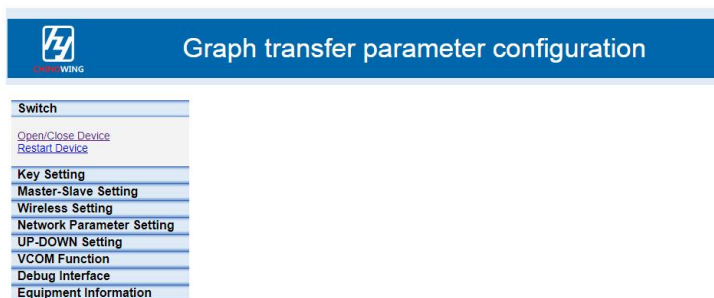 Graph transfer parameter configuration
WING
Switch
Open/Close Device
Restart Device
Key Setting
Master-Slave Setting
Wireless Setting
Network Parameter Setting
UP-DOWN Setting
VCOM Function
Debug Interface
Equipment Information